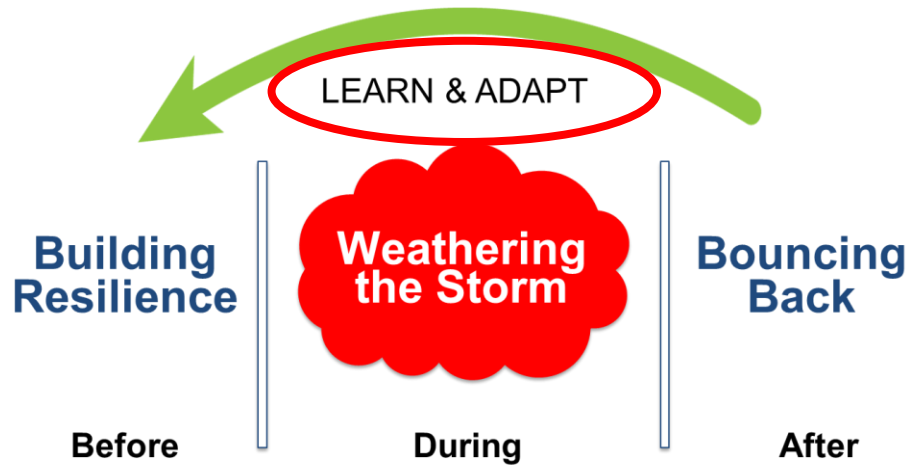 LEARN & ADAPT
Building
Resilience
Weathering
the Storm
Bouncing
Back
Before
During
After